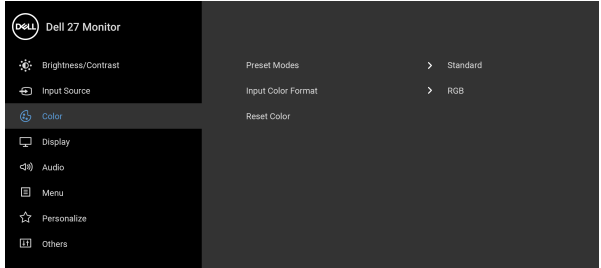 DELL Dell 27 Monitor
Brightness/Contrast
Preset Modes Standard
Input Source
Input Color Format RGB
Color
Reset Color
Display
Audio
Menu
Personalize
Others